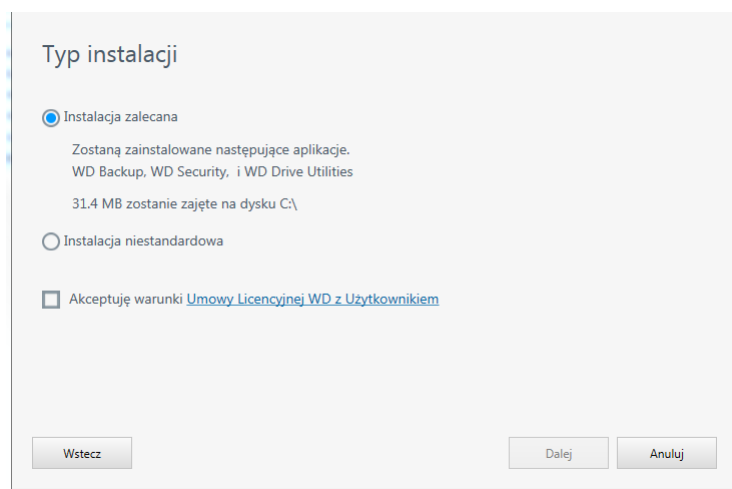 Typ instalacji
Instalacja zalecana
Zostaną zainstalowane następujące aplikacje.
WD Backup, WD Security,  i WD Drive Utilities
31.4 MB zostanie zajęte na dysku C:\
Instalacja niestandardowa
Akceptuję warunki Umowy Licencyjnej WD z Użytkownikiem
Wstecz Dalej Anuluj